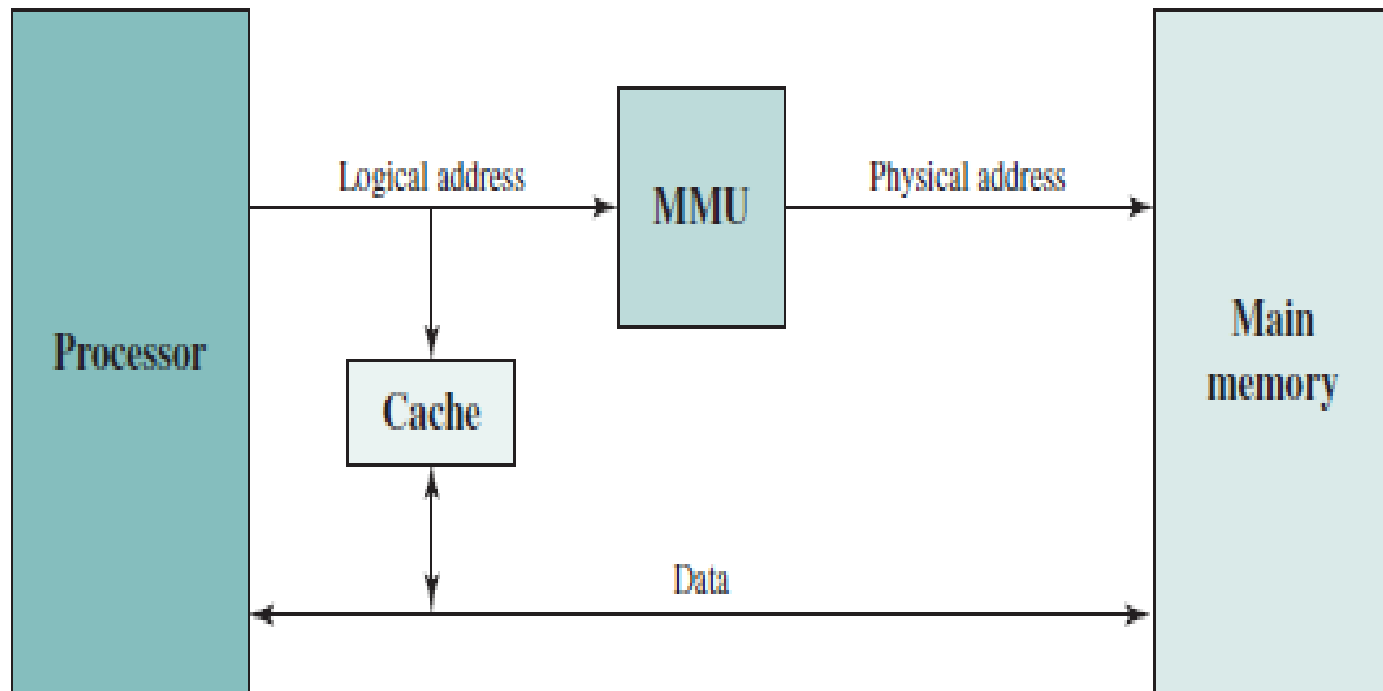 Logical address
Physical address
MMU
Processor
Main
memory
Cache
Data